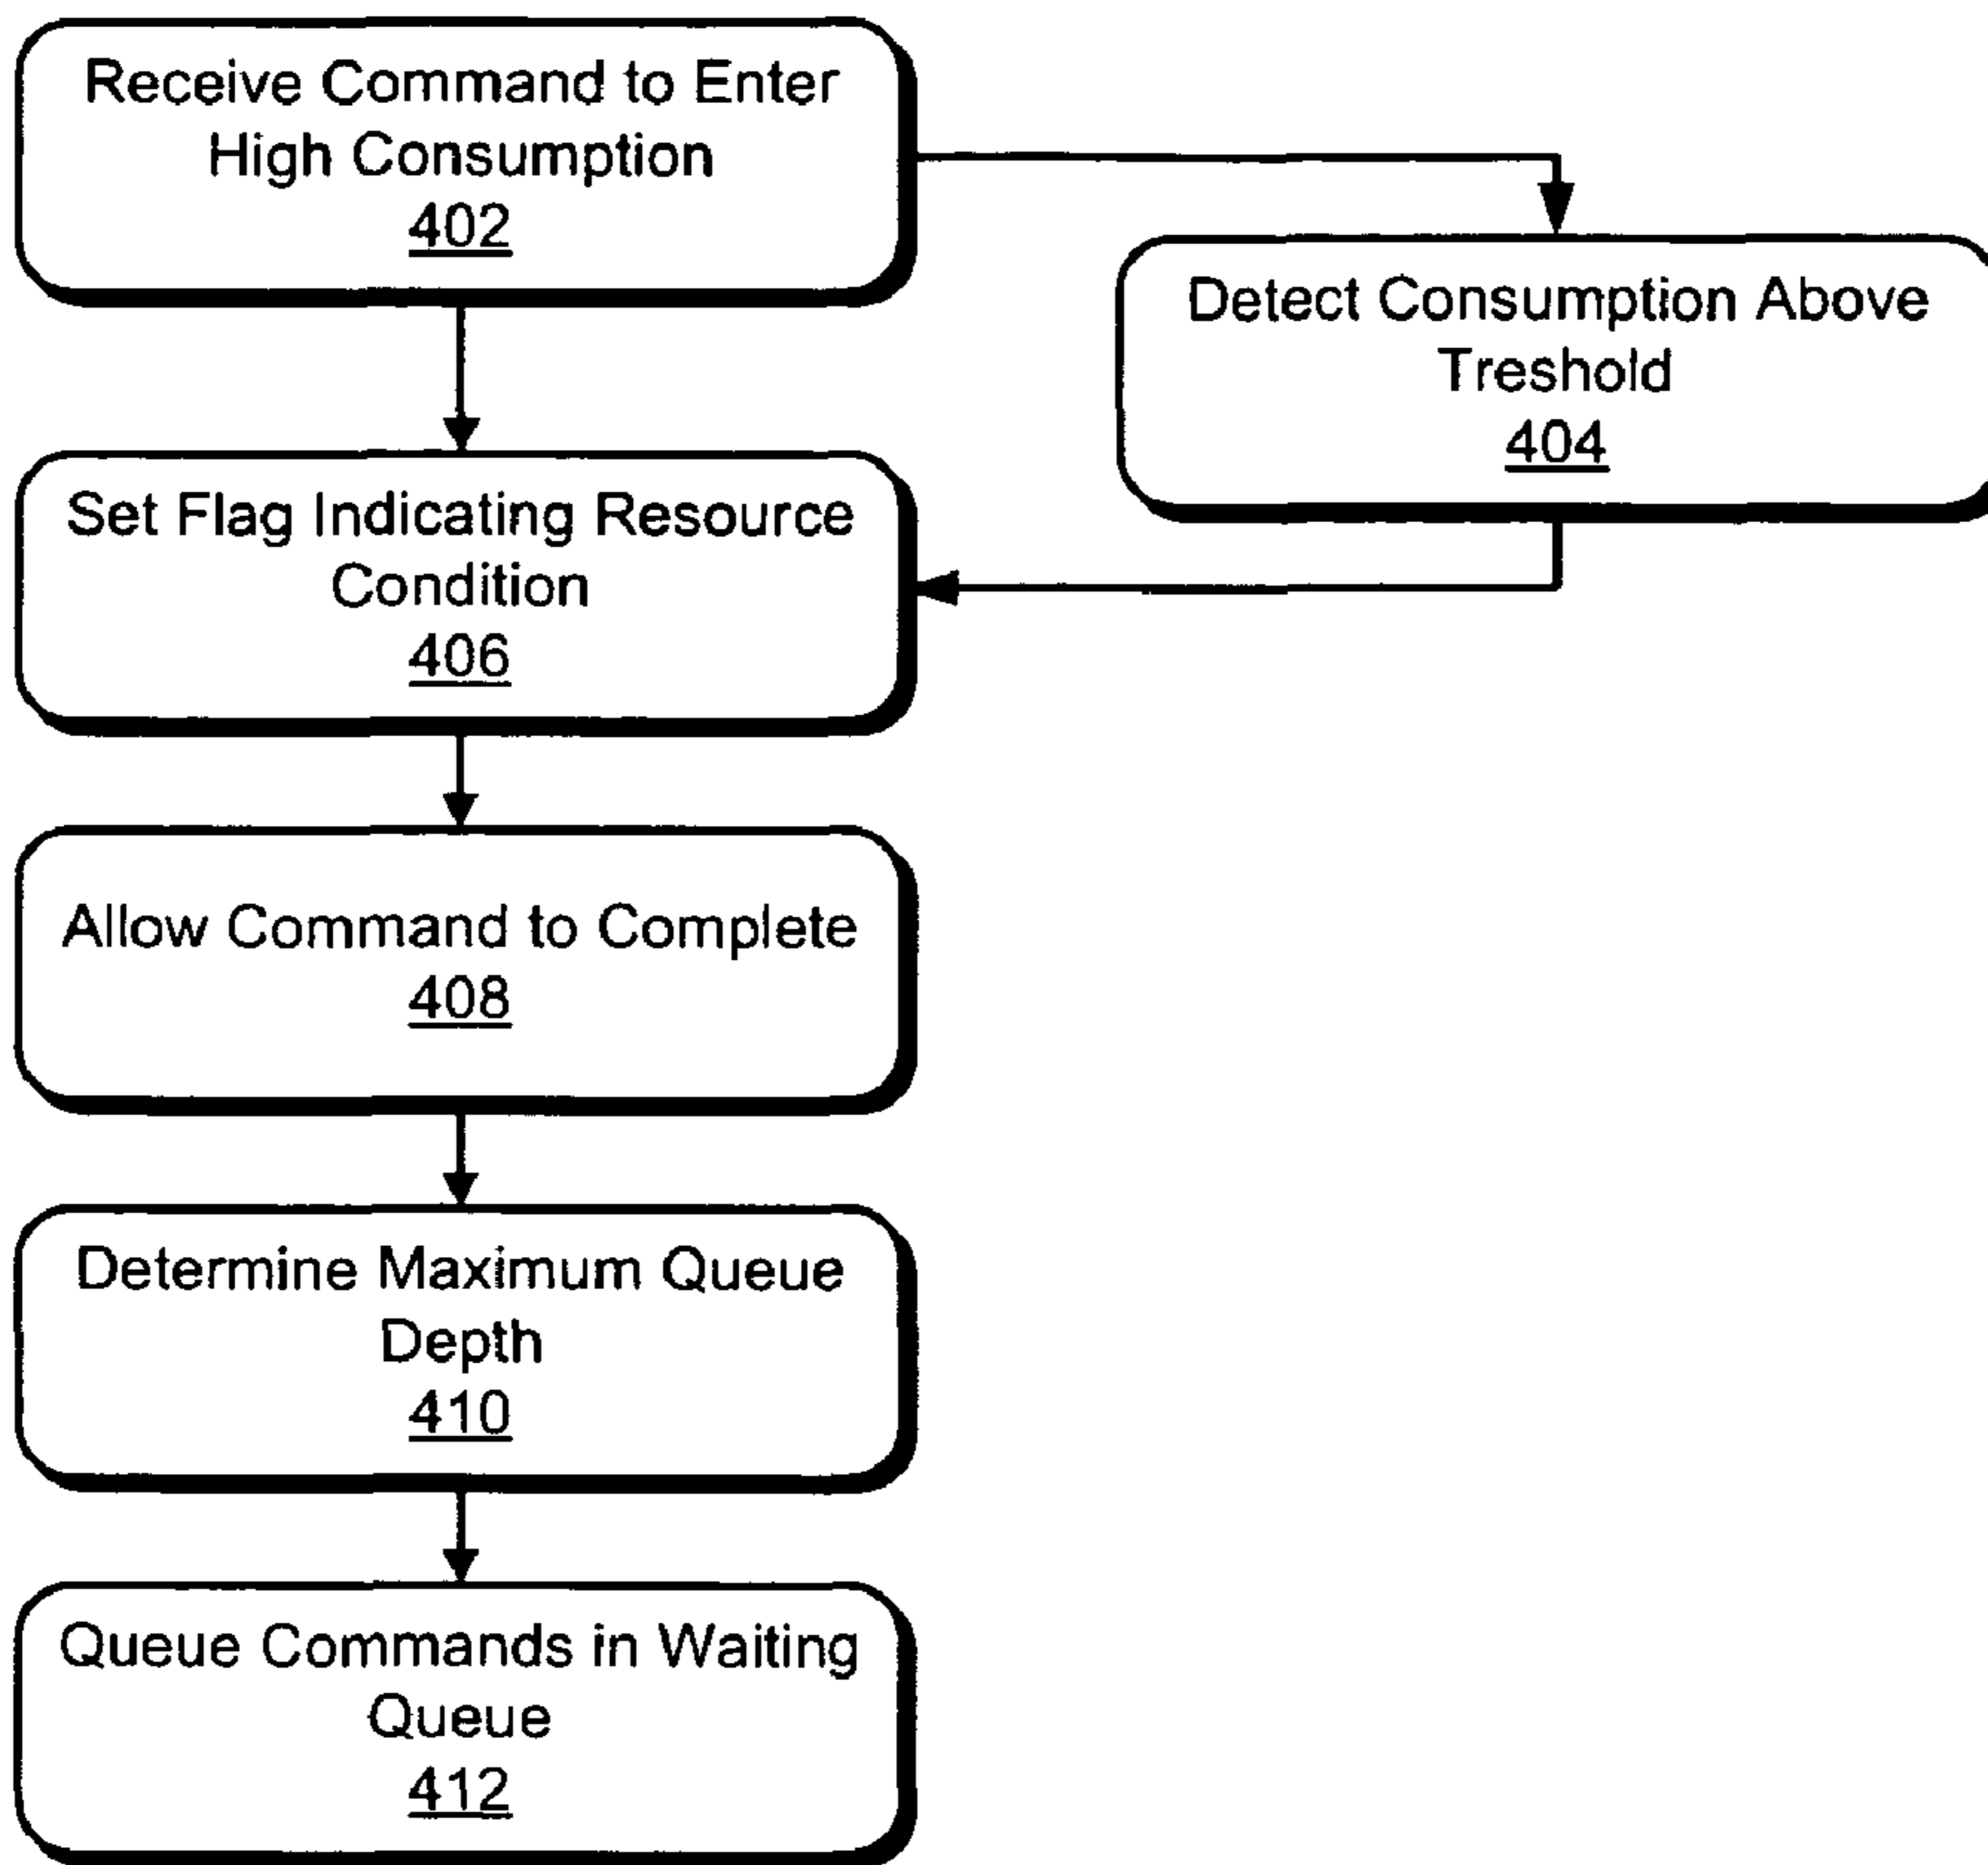 Receive Command to Enter
High Consumption
402
Detect Consumption Above
Treshold
404
Set Flag Indicating Resource
Condition
406
Allow Command to Complete
408
Determine Maximum Queue
Depth
410
Queue Commands in Waiting
Queue
412